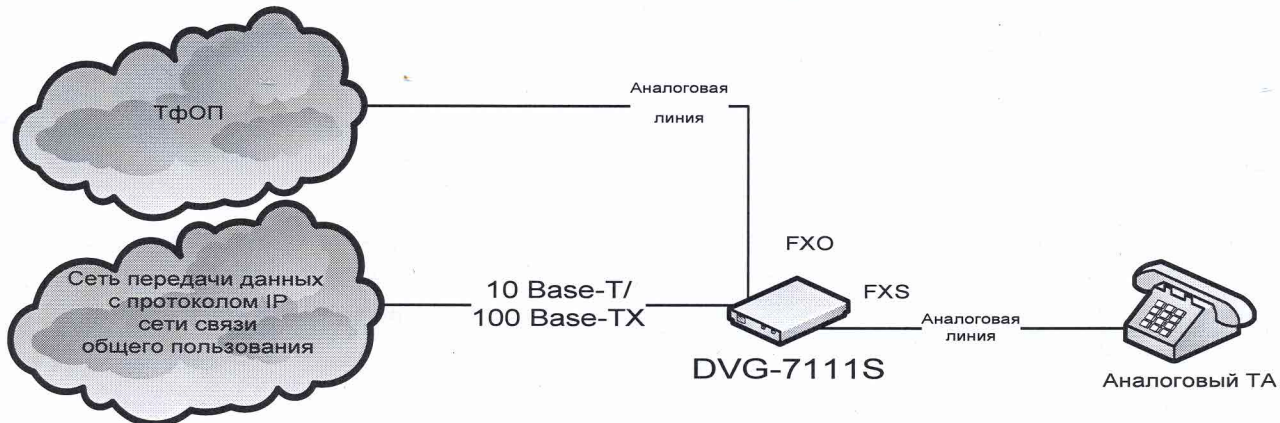 ТфОП
Аналоговая
линия
Сеть передачи данных
с протоколом IP
сети связи
общего пользования
10 Base-T/
100 Base-TX
FXO
FXS
DVG-7111S
Аналоговая
линия
Аналоговый ТА